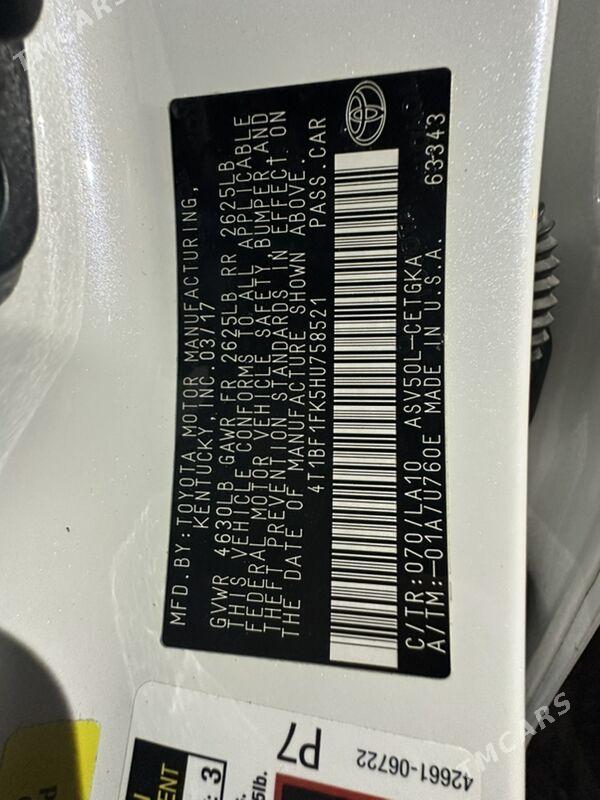 MFD.BY:TOYOTA MOTOR MANUFACTURING,
KENTUCKY, INC. 03/17
GVWR 4630LB GAWR FR 2625LB RR 2625LB
THIS VEHICLE CONFORMS TO ALL APPLICABLE
FEDERAL MOTOR VEHICLE SAFETY, BUMPER, AND
THEFT PREVENTION STANDARDS IN EFFECT ON
THE DATE OF MANUFACTURE SHOWN ABOVE.
4T1BF1FK5HU758521 PASS.CAR
C/TR:070/LA10 ASV50L-CETGKA
A/TM:-01A/U760E MADE IN U.S.A. 63343
P7
42661-06722
3
5lb.
TMCARS
TMCARS